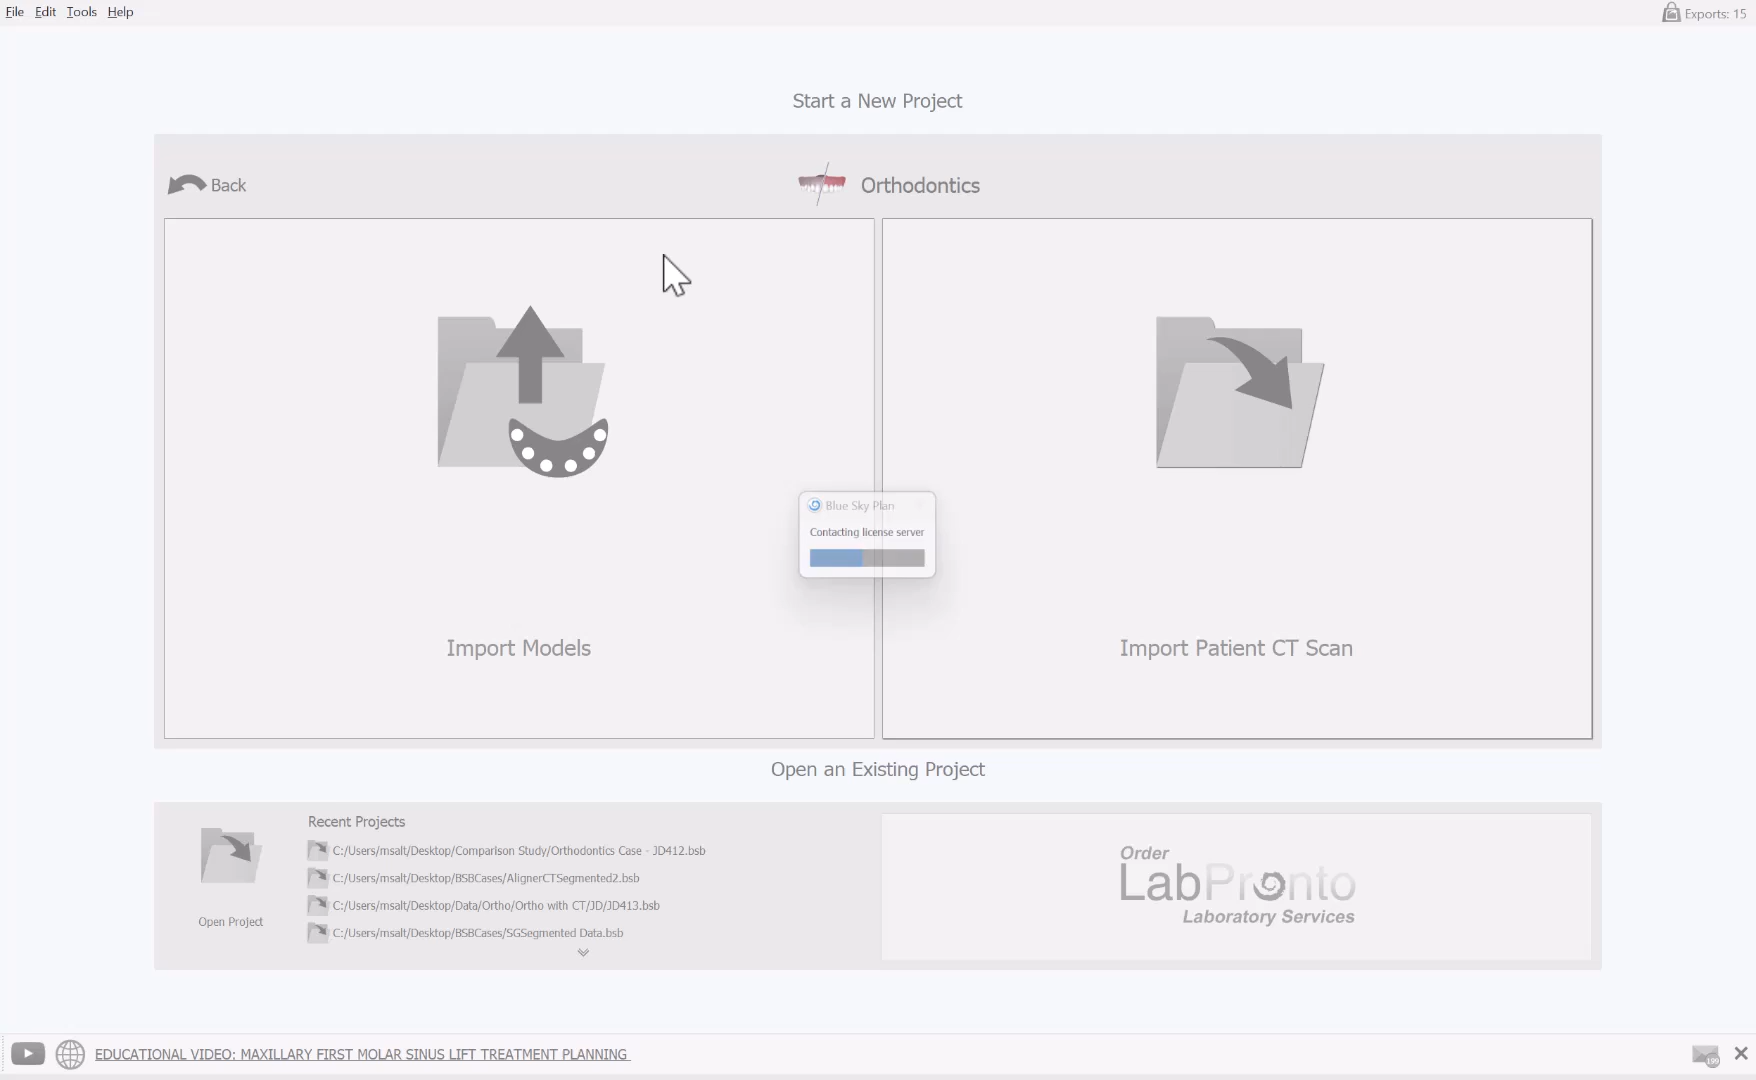 File Edit Tools Help
Exports: 15
Start a New Project
Back
Orthodontics
Blue Sky Plan
Contacting license server
Import Models
Import Patient CT Scan
Open an Existing Project
Recent Projects
C:/Users/msalt/Desktop/Comparison Study/Orthodontics Case - JD412.bsb
C:/Users/msalt/Desktop/BSBCases/AlignerCTSegmented2.bsb
C:/Users/msalt/Desktop/Data/Ortho/Ortho with CT/JD/JD413.bsb
C:/Users/msalt/Desktop/BSBCases/SGSegmented Data.bsb
Open Project
Order
LabPronto
Laboratory Services
EDUCATIONAL VIDEO: MAXILLARY FIRST MOLAR SINUS LIFT TREATMENT PLANNING
199